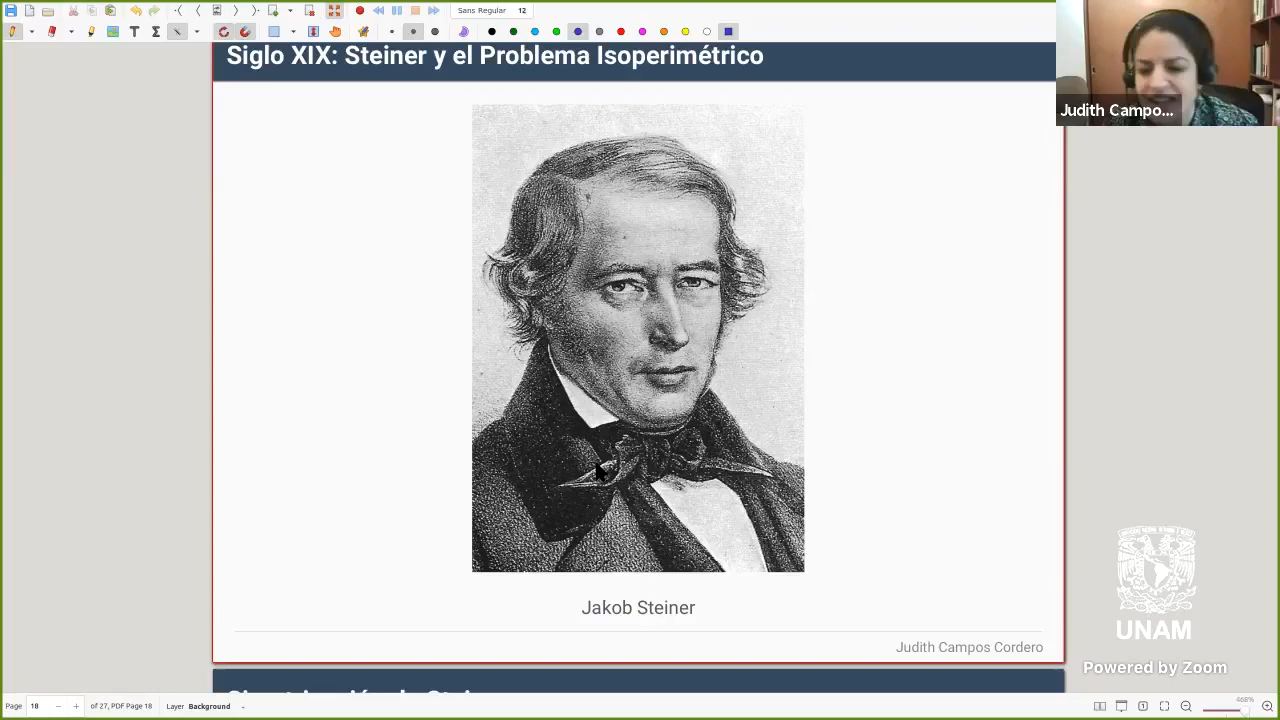 Sans Regular 12
Siglo XIX: Steiner y el Problema Isoperimétrico
Judith Campo...
Jakob Steiner
Judith Campos Cordero
UNAM
Powered by Zoom
Page 18 of 27, PDF Page 18 Layer Background
468%